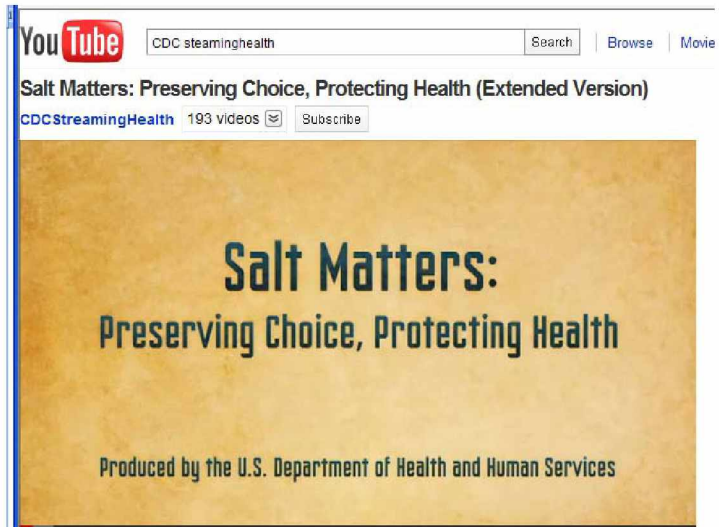 YouTube CDC steaminghealth Search Browse Movie
Salt Matters: Preserving Choice, Protecting Health (Extended Version)
CDCStreamingHealth 193 videos Subscribe
Salt Matters:
Preserving Choice, Protecting Health
Produced by the U.S. Department of Health and Human Services